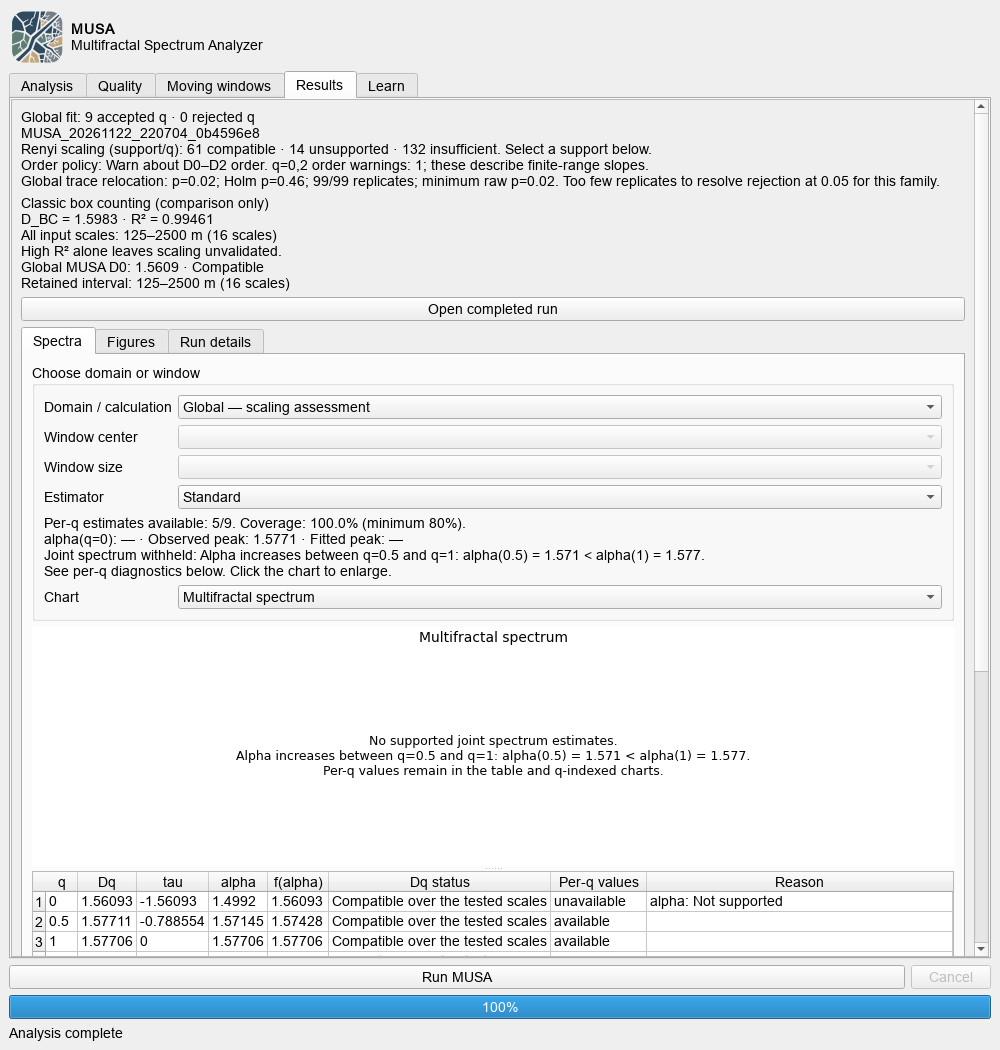 MUSA
Multifractal Spectrum Analyzer
Analysis Quality Moving windows Results Learn
Global fit: 9 accepted q · 0 rejected q
MUSA_20261122_220704_0b4596e8
Renyi scaling (support/q): 61 compatible · 14 unsupported · 132 insufficient. Select a support below.
Order policy: Warn about D0–D2 order. q=0,2 order warnings: 1; these describe finite-range slopes.
Global trace relocation: p=0.02; Holm p=0.46; 99/99 replicates; minimum raw p=0.02. Too few replicates to resolve rejection at 0.05 for this family.
Classic box counting (comparison only)
D_BC = 1.5983 · R² = 0.99461
All input scales: 125–2500 m (16 scales)
High R² alone leaves scaling unvalidated.
Global MUSA D0: 1.5609 · Compatible
Retained interval: 125–2500 m (16 scales)
Open completed run
Spectra Figures Run details
Choose domain or window
Domain / calculation Global — scaling assessment
Window center
Window size
Estimator Standard
Per-q estimates available: 5/9. Coverage: 100.0% (minimum 80%).
alpha(q=0): — · Observed peak: 1.5771 · Fitted peak: —
Joint spectrum withheld: Alpha increases between q=0.5 and q=1: alpha(0.5) = 1.571 < alpha(1) = 1.577.
See per-q diagnostics below. Click the chart to enlarge.
Chart Multifractal spectrum
Multifractal spectrum
No supported joint spectrum estimates.
Alpha increases between q=0.5 and q=1: alpha(0.5) = 1.571 < alpha(1) = 1.577.
Per-q values remain in the table and q-indexed charts.
q Dq tau alpha f(alpha) Dq status Per-q values Reason
1 0 1.56093 -1.56093 1.4992 1.56093 Compatible over the tested scales unavailable alpha: Not supported
2 0.5 1.57711 -0.788554 1.57145 1.57428 Compatible over the tested scales available
3 1 1.57706 0 1.57706 1.57706 Compatible over the tested scales available
Run MUSA Cancel
100%
Analysis complete